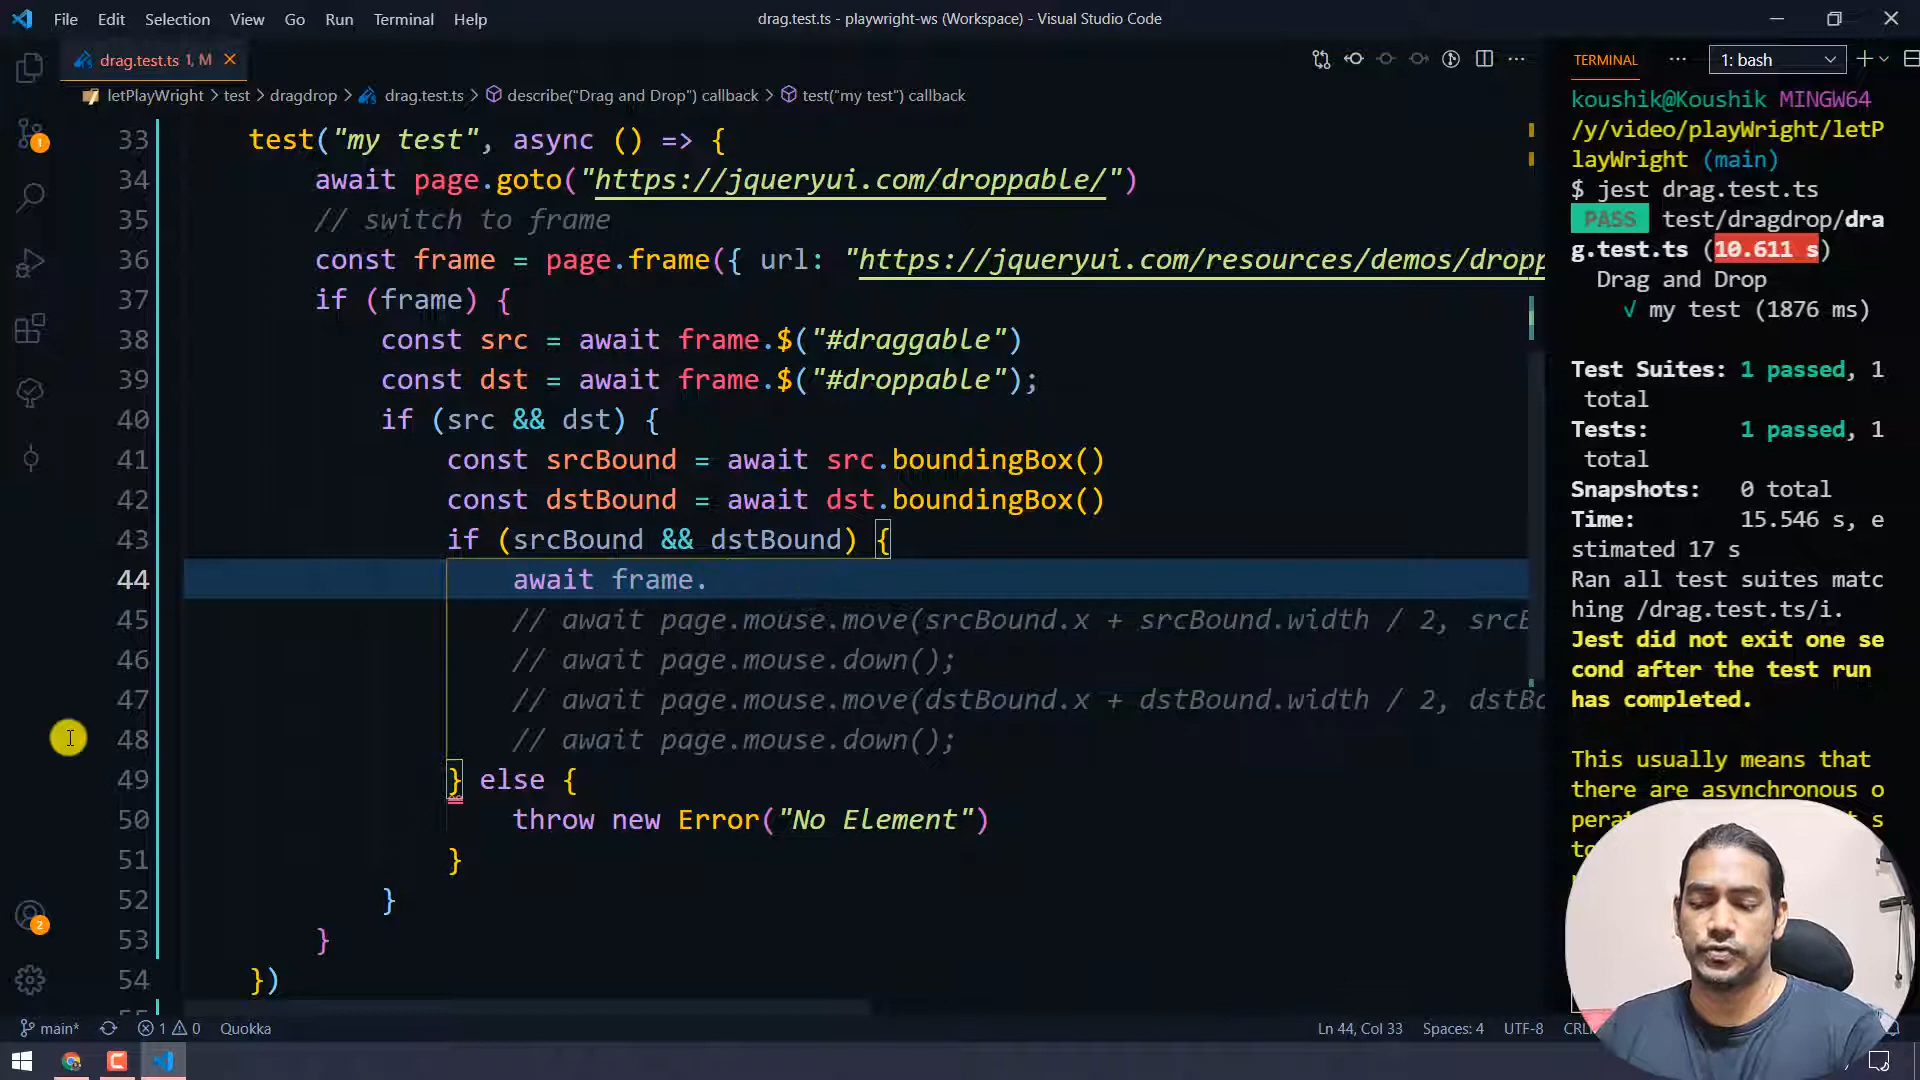 File Edit Selection View Go Run Terminal Help
drag.test.ts - playwright-ws (Workspace) - Visual Studio Code
drag.test.ts 1, M
letPlayWright > test > dragdrop > drag.test.ts > describe("Drag and Drop") callback > test("my test") callback
33 test("my test", async () => {
34 await page.goto("https://jqueryui.com/droppable/")
35 // switch to frame
36 const frame = page.frame({ url: "https://jqueryui.com/resources/demos/dropp
37 if (frame) {
38 const src = await frame.$("#draggable")
39 const dst = await frame.$("#droppable");
40 if (src && dst) {
41 const srcBound = await src.boundingBox()
42 const dstBound = await dst.boundingBox()
43 if (srcBound && dstBound) {
44 await frame.
45 // await page.mouse.move(srcBound.x + srcBound.width / 2, srcB
46 // await page.mouse.down();
47 // await page.mouse.move(dstBound.x + dstBound.width / 2, dstBo
48 // await page.mouse.down();
49 } else {
50 throw new Error("No Element")
51 }
52 }
53 }
54 })
TERMINAL 1: bash
koushik@Koushik MINGW64
/y/video/playWright/letP
layWright (main)
$ jest drag.test.ts
PASS test/dragdrop/dra
g.test.ts (10.611 s)
Drag and Drop
√ my test (1876 ms)
Test Suites: 1 passed, 1
total
Tests: 1 passed, 1
total
Snapshots: 0 total
Time: 15.546 s, e
stimated 17 s
Ran all test suites matc
hing /drag.test.ts/i.
Jest did not exit one se
cond after the test run
has completed.
This usually means that
there are asynchronous o
1
2
main* 1 0 Quokka
Ln 44, Col 33 Spaces: 4 UTF-8